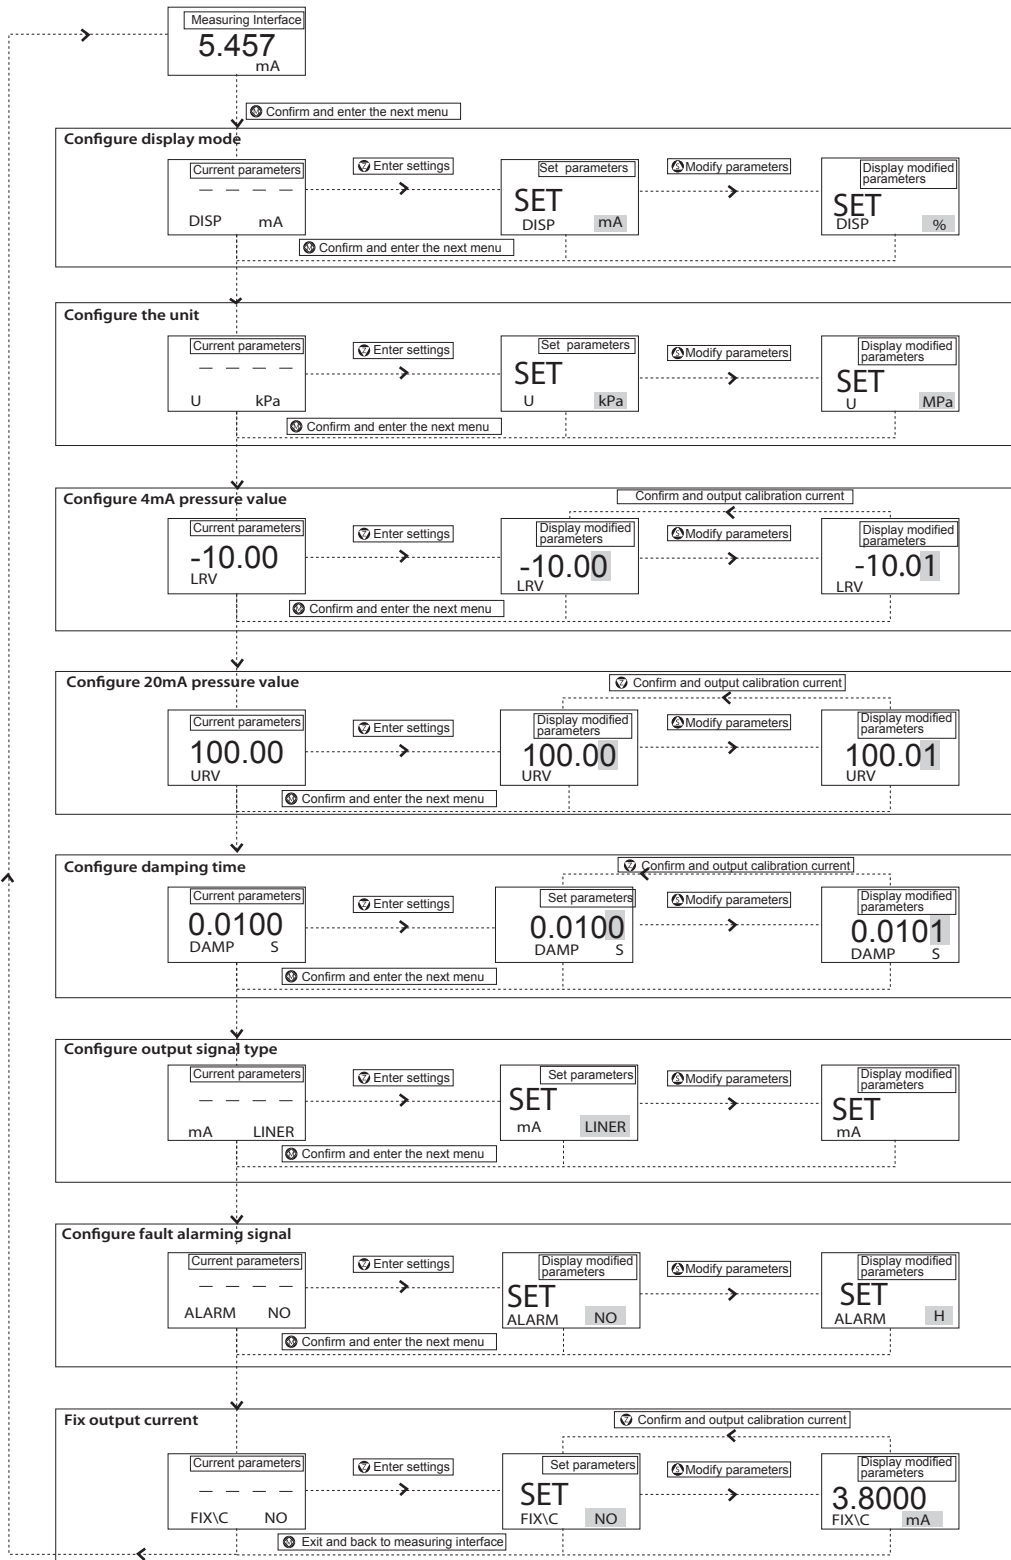 Measuring Interface
5.457
mA
Confirm and enter the next menu
Configure display mode
Current parameters
Enter settings
Set parameters
Modify parameters
Display modified
parameters
— — — —
SET
SET
DISP mA
DISP mA
DISP %
Confirm and enter the next menu
Configure the unit
Current parameters
Enter settings
Set parameters
Modify parameters
Display modified
parameters
— — — —
SET
SET
U kPa
U kPa
U MPa
Confirm and enter the next menu
Configure 4mA pressure value
Confirm and output calibration current
Current parameters
Enter settings
Display modified
parameters
Modify parameters
Display modified
parameters
-10.00
-10.00
-10.01
LRV
LRV
LRV
Confirm and enter the next menu
Configure 20mA pressure value
Confirm and output calibration current
Current parameters
Enter settings
Display modified
parameters
Modify parameters
Display modified
parameters
100.00
100.00
100.01
URV
URV
URV
Confirm and enter the next menu
Configure damping time
Confirm and output calibration current
Current parameters
Enter settings
Set parameters
Modify parameters
Display modified
parameters
0.0100
0.0100
0.0101
DAMP S
DAMP S
DAMP S
Confirm and enter the next menu
Configure output signal type
Current parameters
Enter settings
Set parameters
Modify parameters
Display modified
parameters
— — — —
SET
SET
mA LINER
mA LINER
mA
Confirm and enter the next menu
Configure fault alarming signal
Current parameters
Enter settings
Display modified
parameters
Modify parameters
Display modified
parameters
— — — —
SET
SET
ALARM NO
ALARM NO
ALARM H
Confirm and enter the next menu
Fix output current
Confirm and output calibration current
Current parameters
Enter settings
Set parameters
Modify parameters
Display modified
parameters
— — — —
SET
3.8000
FIX\C NO
FIX\C NO
FIX\C mA
Exit and back to measuring interface